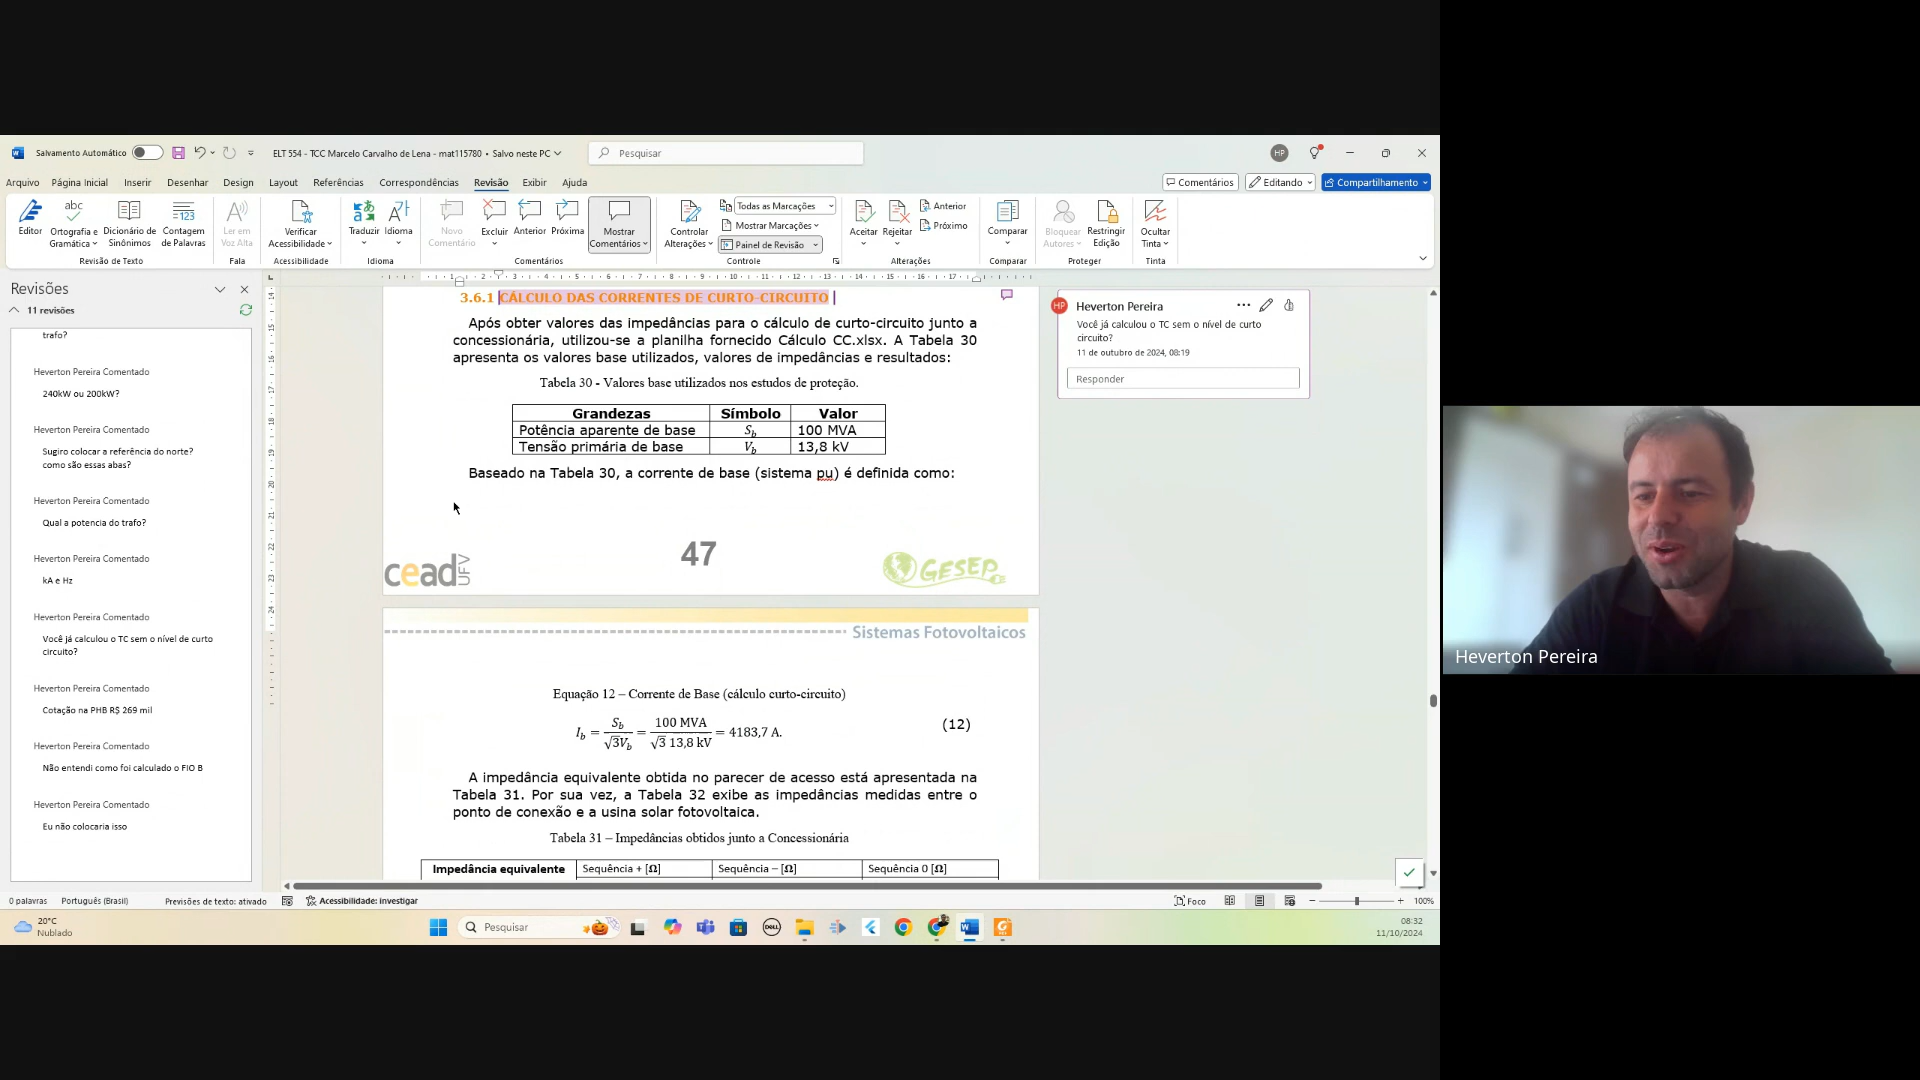 Salvamento Automático
ELT 554 - TCC Marcelo Carvalho de Lena - mat115780 • Salvo neste PC
Pesquisar
HP
Arquivo Página Inicial Inserir Desenhar Design Layout Referências Correspondências Revisão Exibir Ajuda
Comentários Editando Compartilhamento
Editor
Ortografia e Gramática
Dicionário de Sinônimos
Contagem de Palavras
Revisão de Texto
Ler em Voz Alta
Fala
Verificar Acessibilidade
Acessibilidade
Traduzir Idioma
Idioma
Novo Comentário
Excluir Anterior Próxima
Mostrar Comentários
Comentários
Controlar Alterações
Todas as Marcações
Mostrar Marcações
Painel de Revisão
Controle
Aceitar Rejeitar
Anterior
Próximo
Alterações
Comparar
Comparar
Bloquear Autores
Restringir Edição
Proteger
Ocultar Tinta
Tinta
Revisões
11 revisões
trafo?
Heverton Pereira Comentado
240kW ou 200kW?
Heverton Pereira Comentado
Sugiro colocar a referência do norte?
como são essas abas?
Heverton Pereira Comentado
Qual a potencia do trafo?
Heverton Pereira Comentado
kA e Hz
Heverton Pereira Comentado
Você já calculou o TC sem o nível de curto
circuito?
Heverton Pereira Comentado
Cotação na PHB R$ 269 mil
Heverton Pereira Comentado
Não entendi como foi calculado o FIO B
Heverton Pereira Comentado
Eu não colocaria isso
3.6.1 CÁLCULO DAS CORRENTES DE CURTO-CIRCUITO
Após obter valores das impedâncias para o cálculo de curto-circuito junto a
concessionária, utilizou-se a planilha fornecido Cálculo CC.xlsx. A Tabela 30
apresenta os valores base utilizados, valores de impedâncias e resultados:
Tabela 30 - Valores base utilizados nos estudos de proteção.
Grandezas Símbolo Valor
Potência aparente de base S_b 100 MVA
Tensão primária de base V_b 13,8 kV
Baseado na Tabela 30, a corrente de base (sistema pu) é definida como:
cead UFV
47
GESEP
Sistemas Fotovoltaicos
Equação 12 – Corrente de Base (cálculo curto-circuito)
I_b = S_b / √3V_b = 100 MVA / √3 13,8 kV = 4183,7 A. (12)
A impedância equivalente obtida no parecer de acesso está apresentada na
Tabela 31. Por sua vez, a Tabela 32 exibe as impedâncias medidas entre o
ponto de conexão e a usina solar fotovoltaica.
Tabela 31 – Impedâncias obtidos junto a Concessionária
Impedância equivalente Sequência + [Ω] Sequência – [Ω] Sequência 0 [Ω]
HP Heverton Pereira
Você já calculou o TC sem o nível de curto
circuito?
11 de outubro de 2024, 08:19
Responder
0 palavras Português (Brasil) Previsões de texto: ativado Acessibilidade: investigar
Foco
100%
20°C
Nublado
Pesquisar
DELL
08:32
11/10/2024
Heverton Pereira